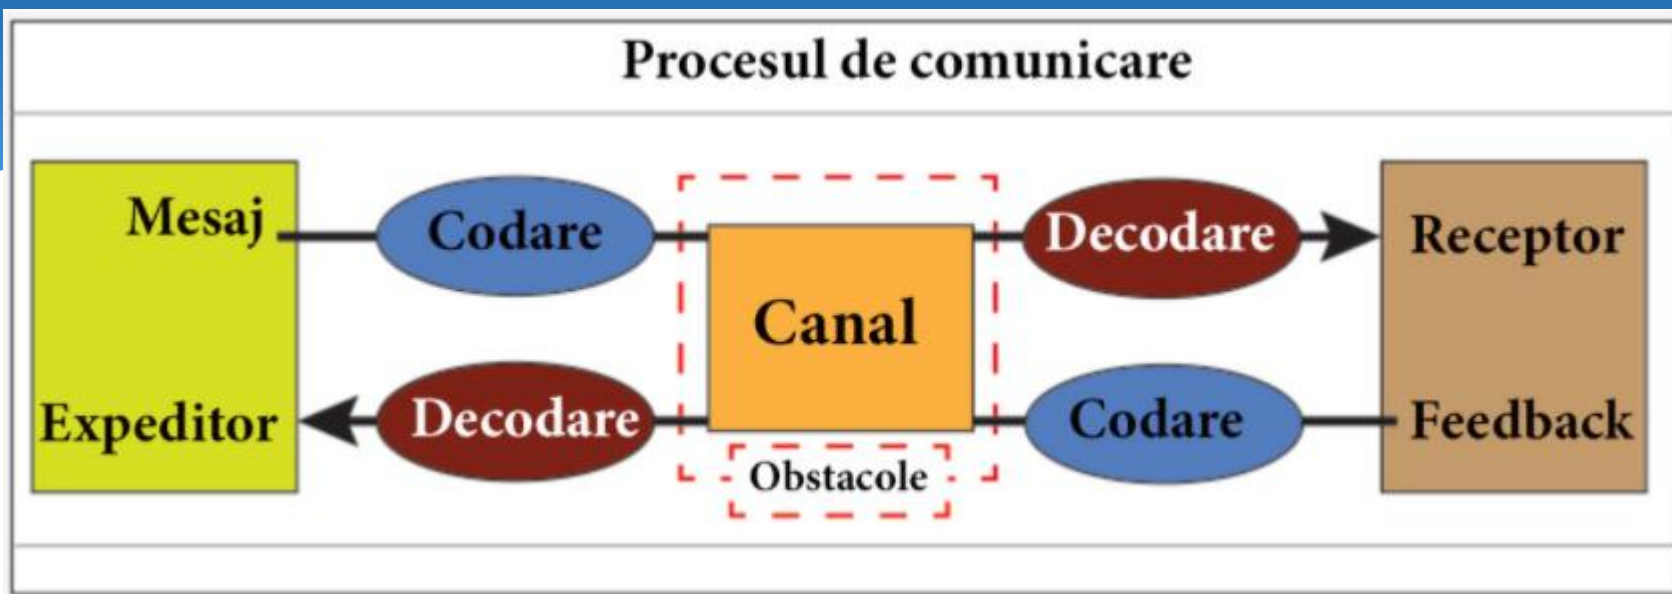 Procesul de comunicare
Mesaj Codare Decodare Receptor
Canal
Expeditor Decodare Codare Feedback
Obstacole